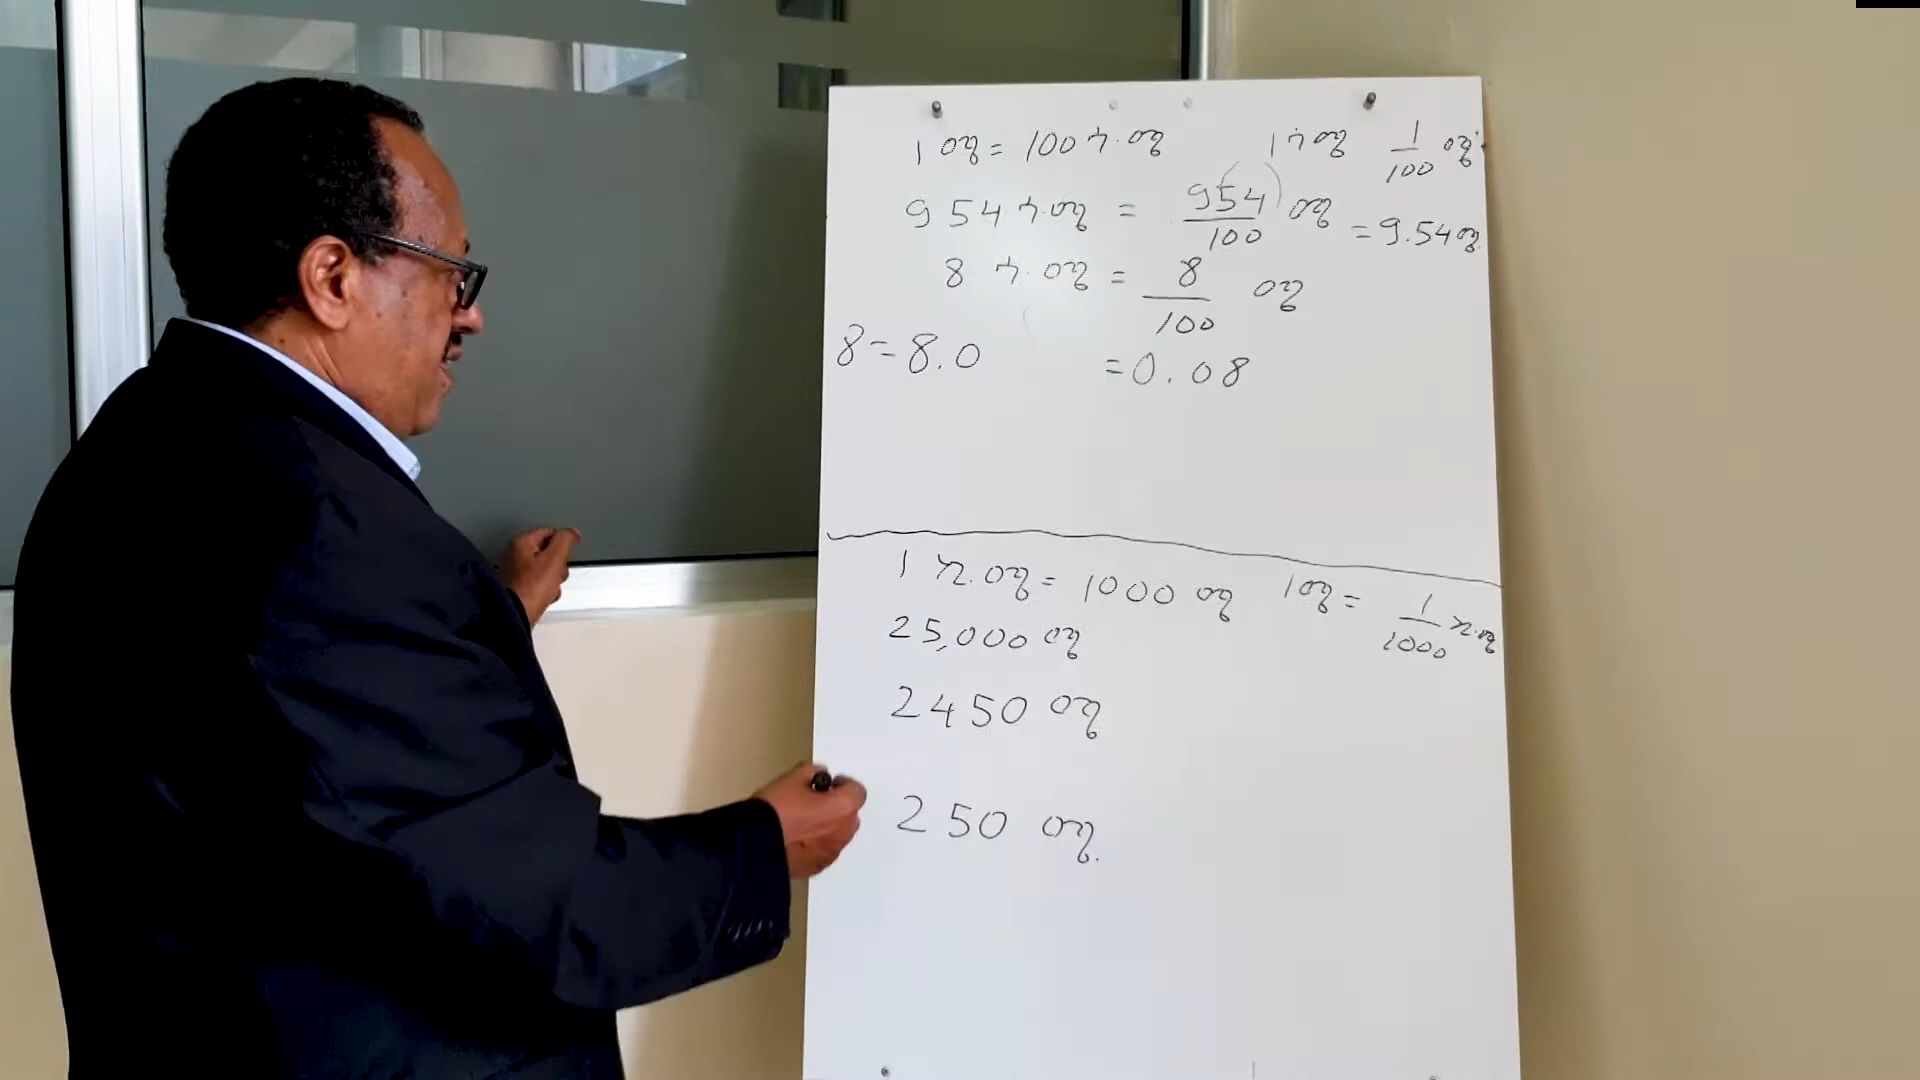 1 ሜ = 100 ሳ.ሜ 1 ሳ ሜ 1/100 ሜ
954 ሳ.ሜ = 954/100 ሜ = 9.54 ሜ
8 ሳ.ሜ = 8/100 ሜ
8 = 8.0 = 0.08
1 ኪ.ሜ = 1000 ሜ 1 ሜ = 1/1000 ኪ.ሜ
25,000 ሜ
2450 ሜ
250 ሜ.